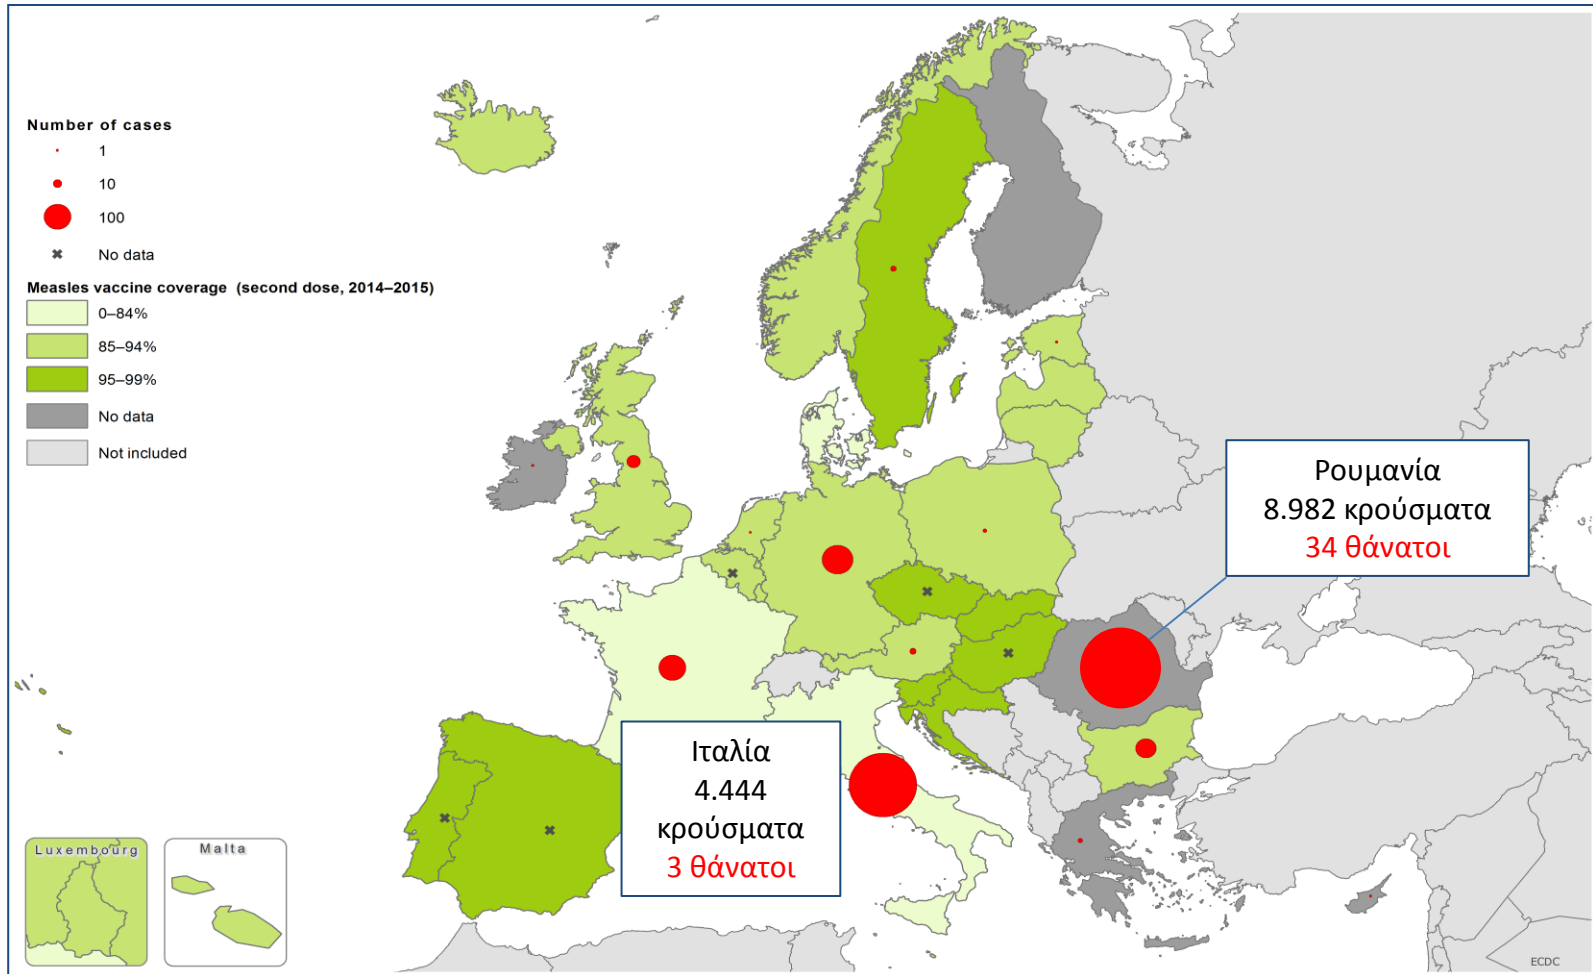 Number of cases
1
10
100
No data
Measles vaccine coverage (second dose, 2014–2015)
0–84%
85–94%
95–99%
No data
Not included
Ρουμανία
8.982 κρούσματα
34 θάνατοι
Ιταλία
4.444
κρούσματα
3 θάνατοι
Luxembourg
Malta
ECDC